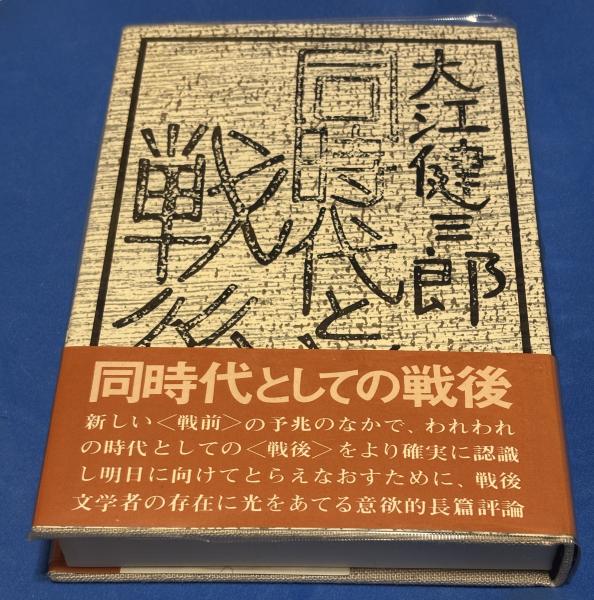 大江健三郎
同時代と
戦後
同時代としての戦後
新しい＜戦前＞の予兆のなかで、われわれ
の時代としての＜戦後＞をより確実に認識
し明日に向けてとらえなおすために、戦後
文学者の存在に光をあてる意欲的長篇評論